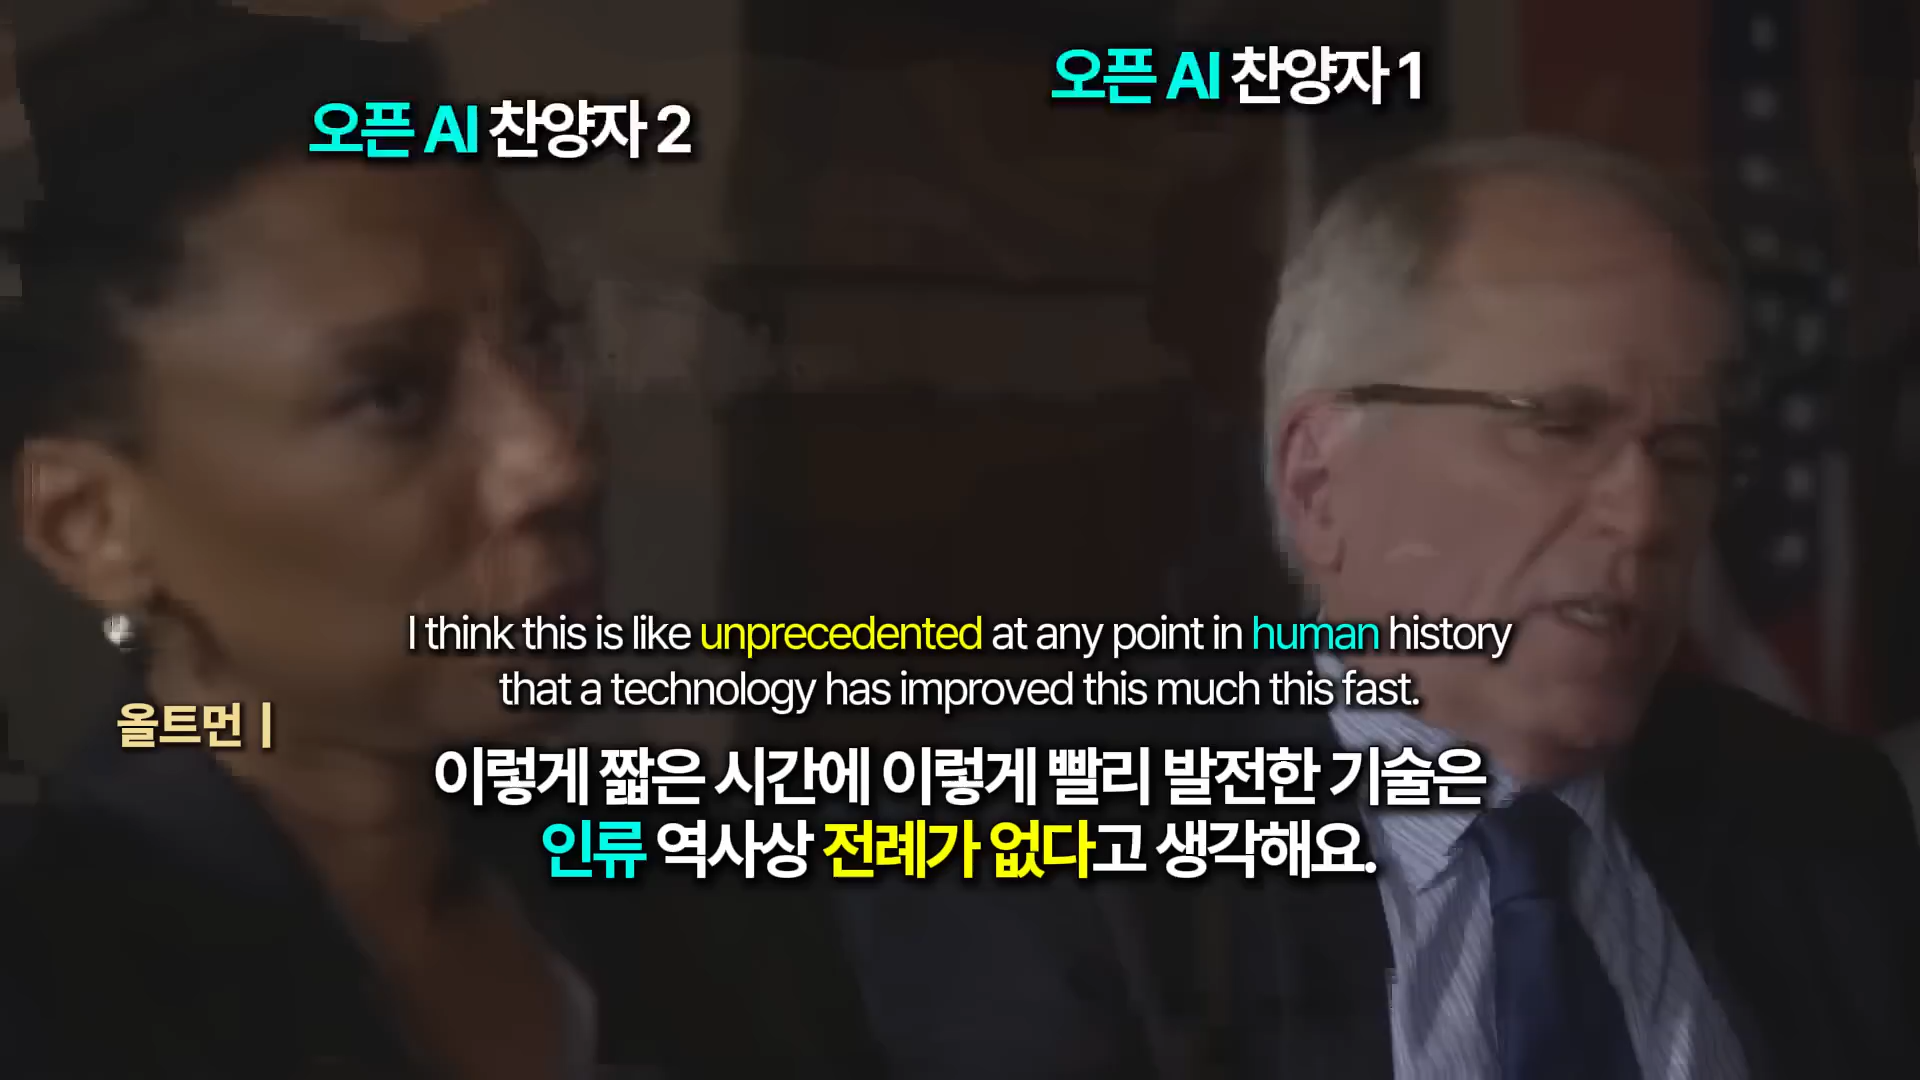 오픈 AI 찬양자 1
오픈 AI 찬양자 2
I think this is like unprecedented at any point in human history
that a technology has improved this much this fast.
올트먼 |
이렇게 짧은 시간에 이렇게 빨리 발전한 기술은
인류 역사상 전례가 없다고 생각해요.